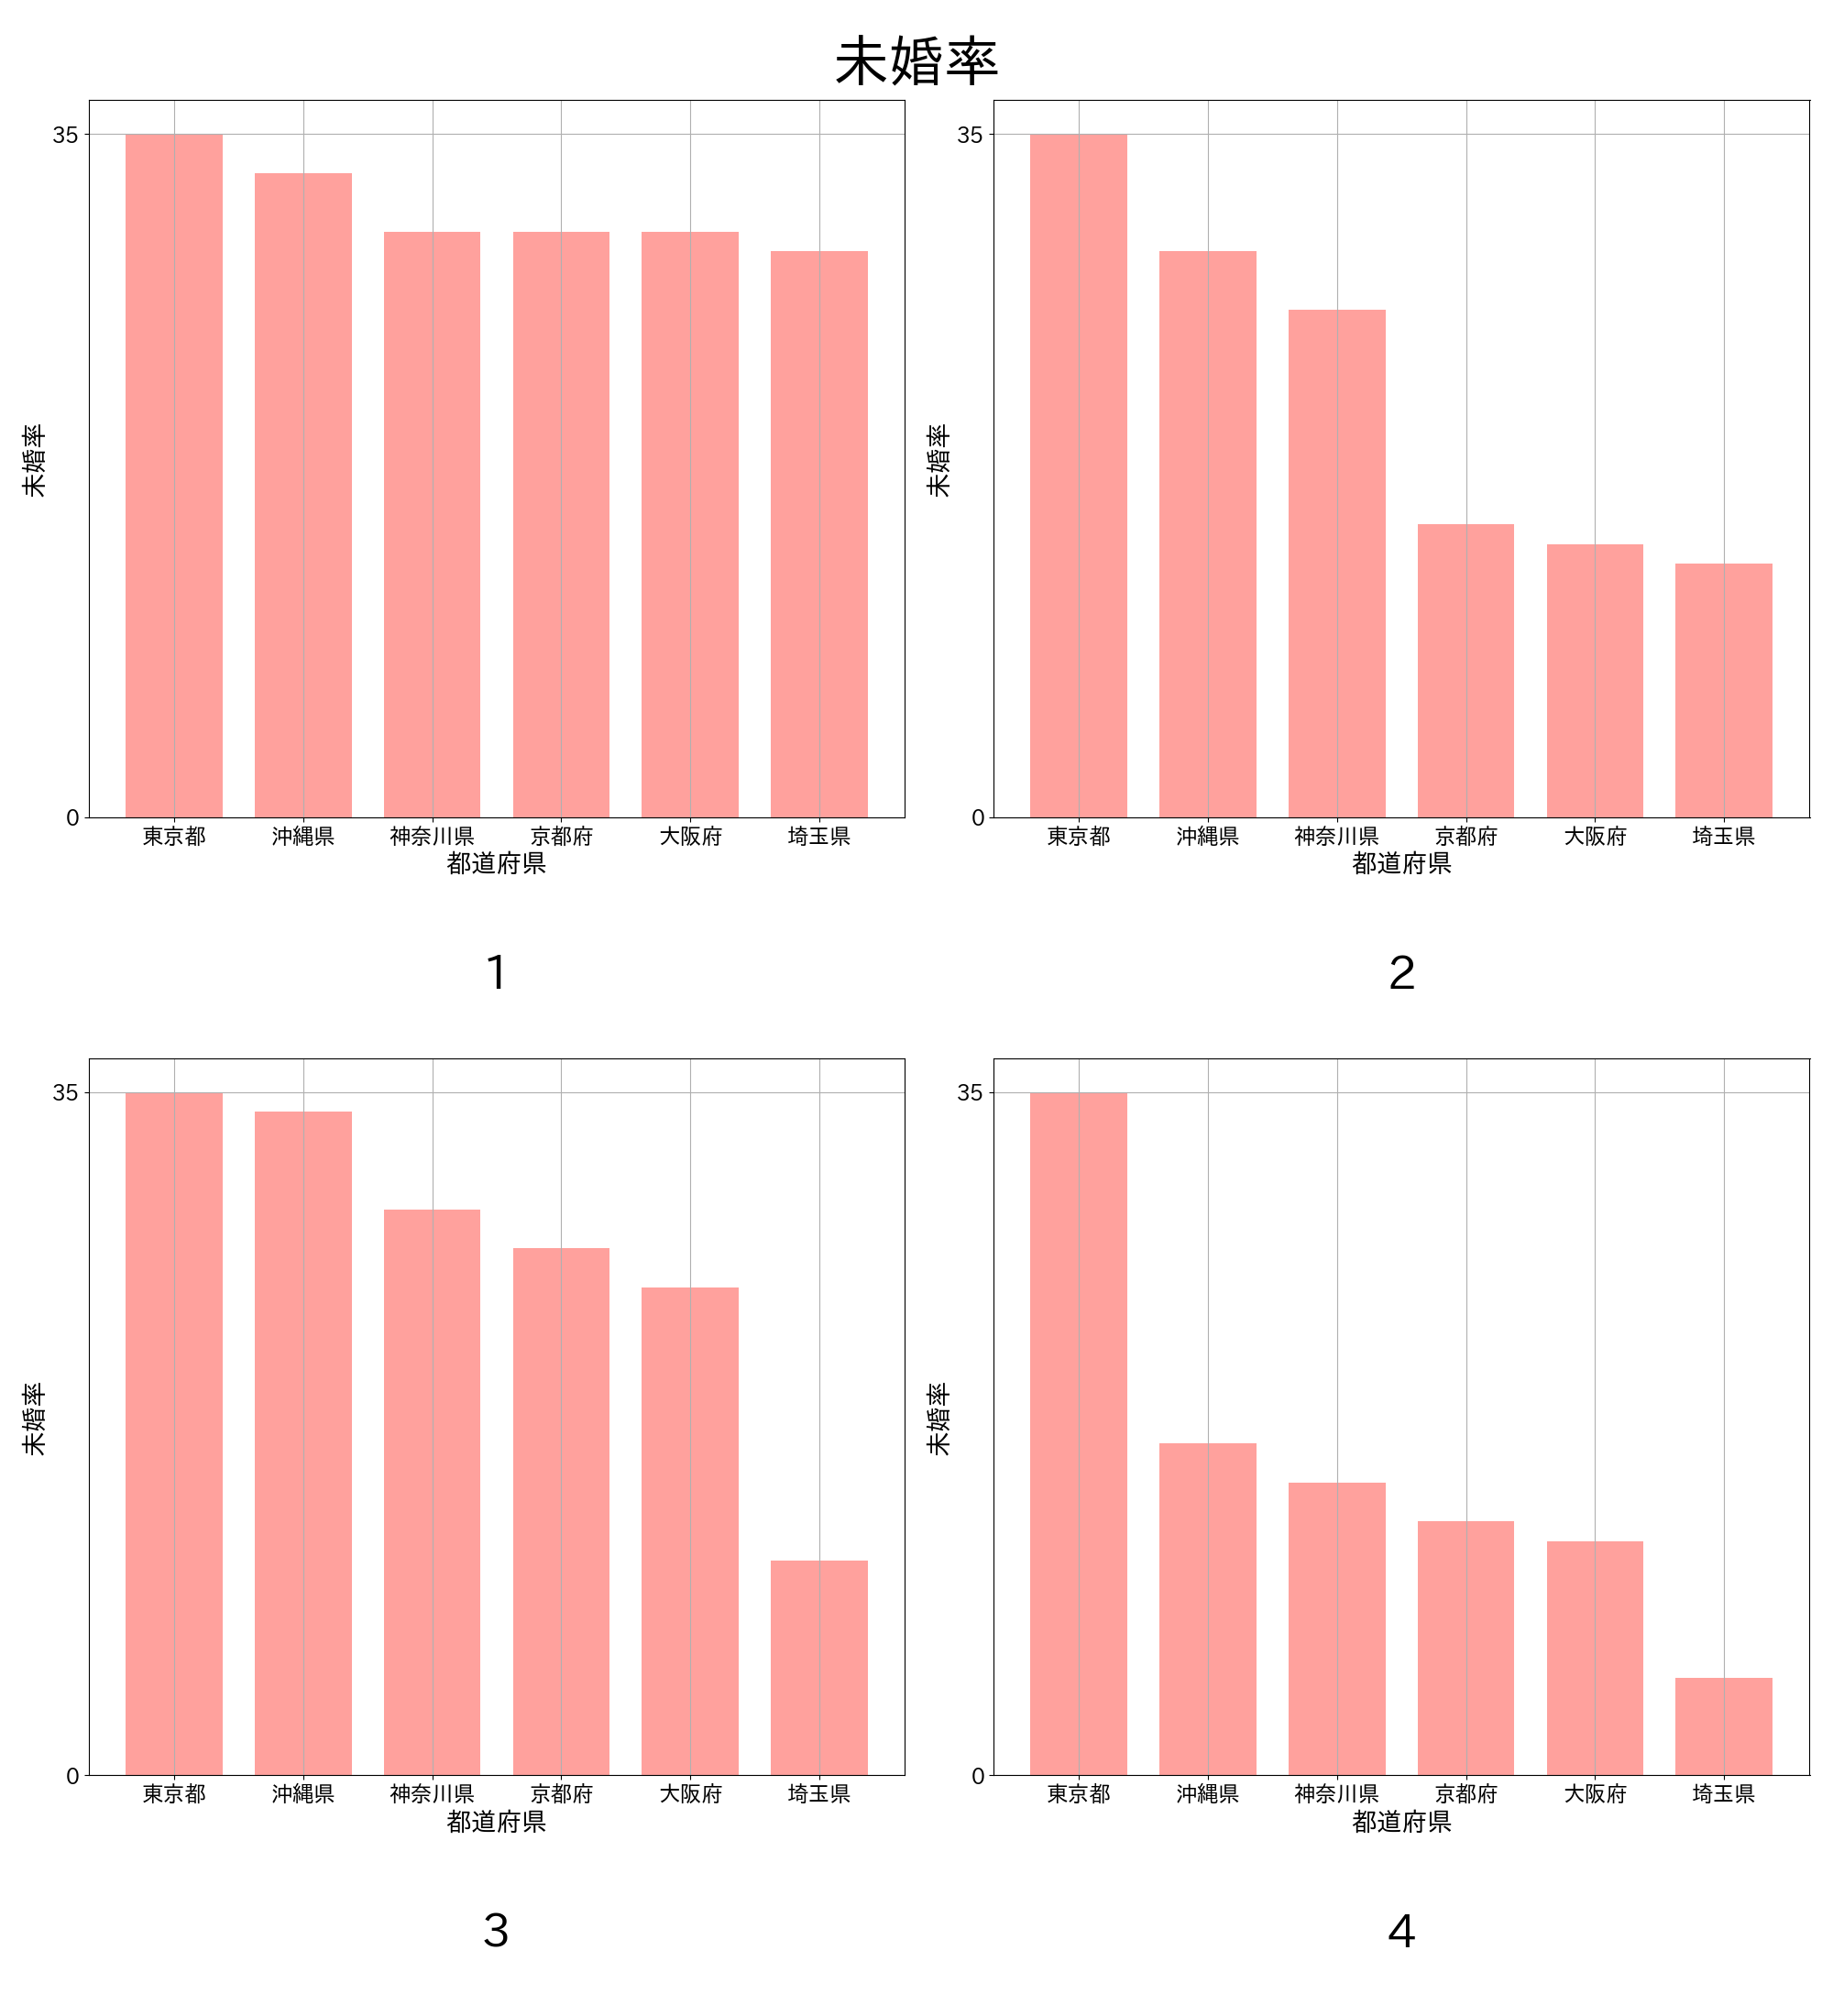 未婚率
35
0
未婚率
東京都 沖縄県 神奈川県 京都府 大阪府 埼玉県
都道府県
1
35
0
未婚率
東京都 沖縄県 神奈川県 京都府 大阪府 埼玉県
都道府県
2
35
0
未婚率
東京都 沖縄県 神奈川県 京都府 大阪府 埼玉県
都道府県
3
35
0
未婚率
東京都 沖縄県 神奈川県 京都府 大阪府 埼玉県
都道府県
4